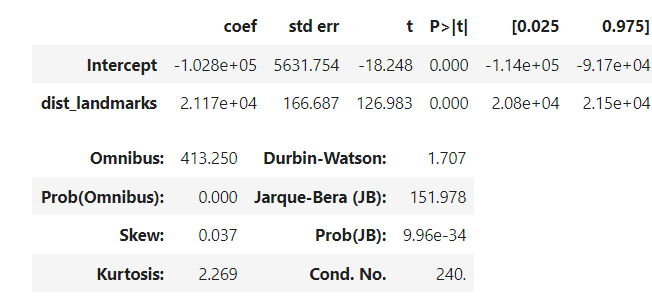 coef std err t P>|t| [0.025 0.975]
Intercept -1.028e+05 5631.754 -18.248 0.000 -1.14e+05 -9.17e+04
dist_landmarks 2.117e+04 166.687 126.983 0.000 2.08e+04 2.15e+04
Omnibus: 413.250 Durbin-Watson: 1.707
Prob(Omnibus): 0.000 Jarque-Bera (JB): 151.978
Skew: 0.037 Prob(JB): 9.96e-34
Kurtosis: 2.269 Cond. No. 240.